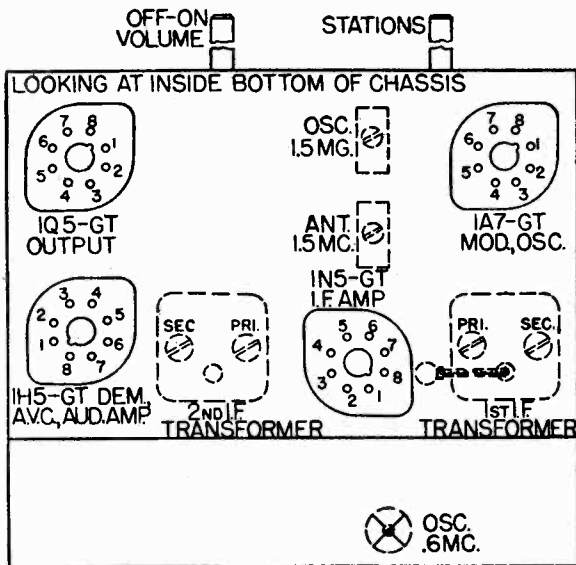 OFF-ON
VOLUME
STATIONS
LOOKING AT INSIDE BOTTOM OF CHASSIS
7 8
6 1
5 2
4 3
1Q5-GT
OUTPUT
OSC.
1.5 MG.
7 8
6 1
5 2
4 3
1A7-GT
MOD., OSC.
ANT.
1.5 MC.
3 4
2 5
1 6
8 7
1H5-GT DEM.,
A.V.C., AUD. AMP.
SEC PRI.
2ND I.F.
TRANSFORMER
1N5-GT
I.F. AMP
5 6
4 7
3 8
2 1
PRI. SEC.
1ST I.F.
TRANSFORMER
OSC.
.6MC.